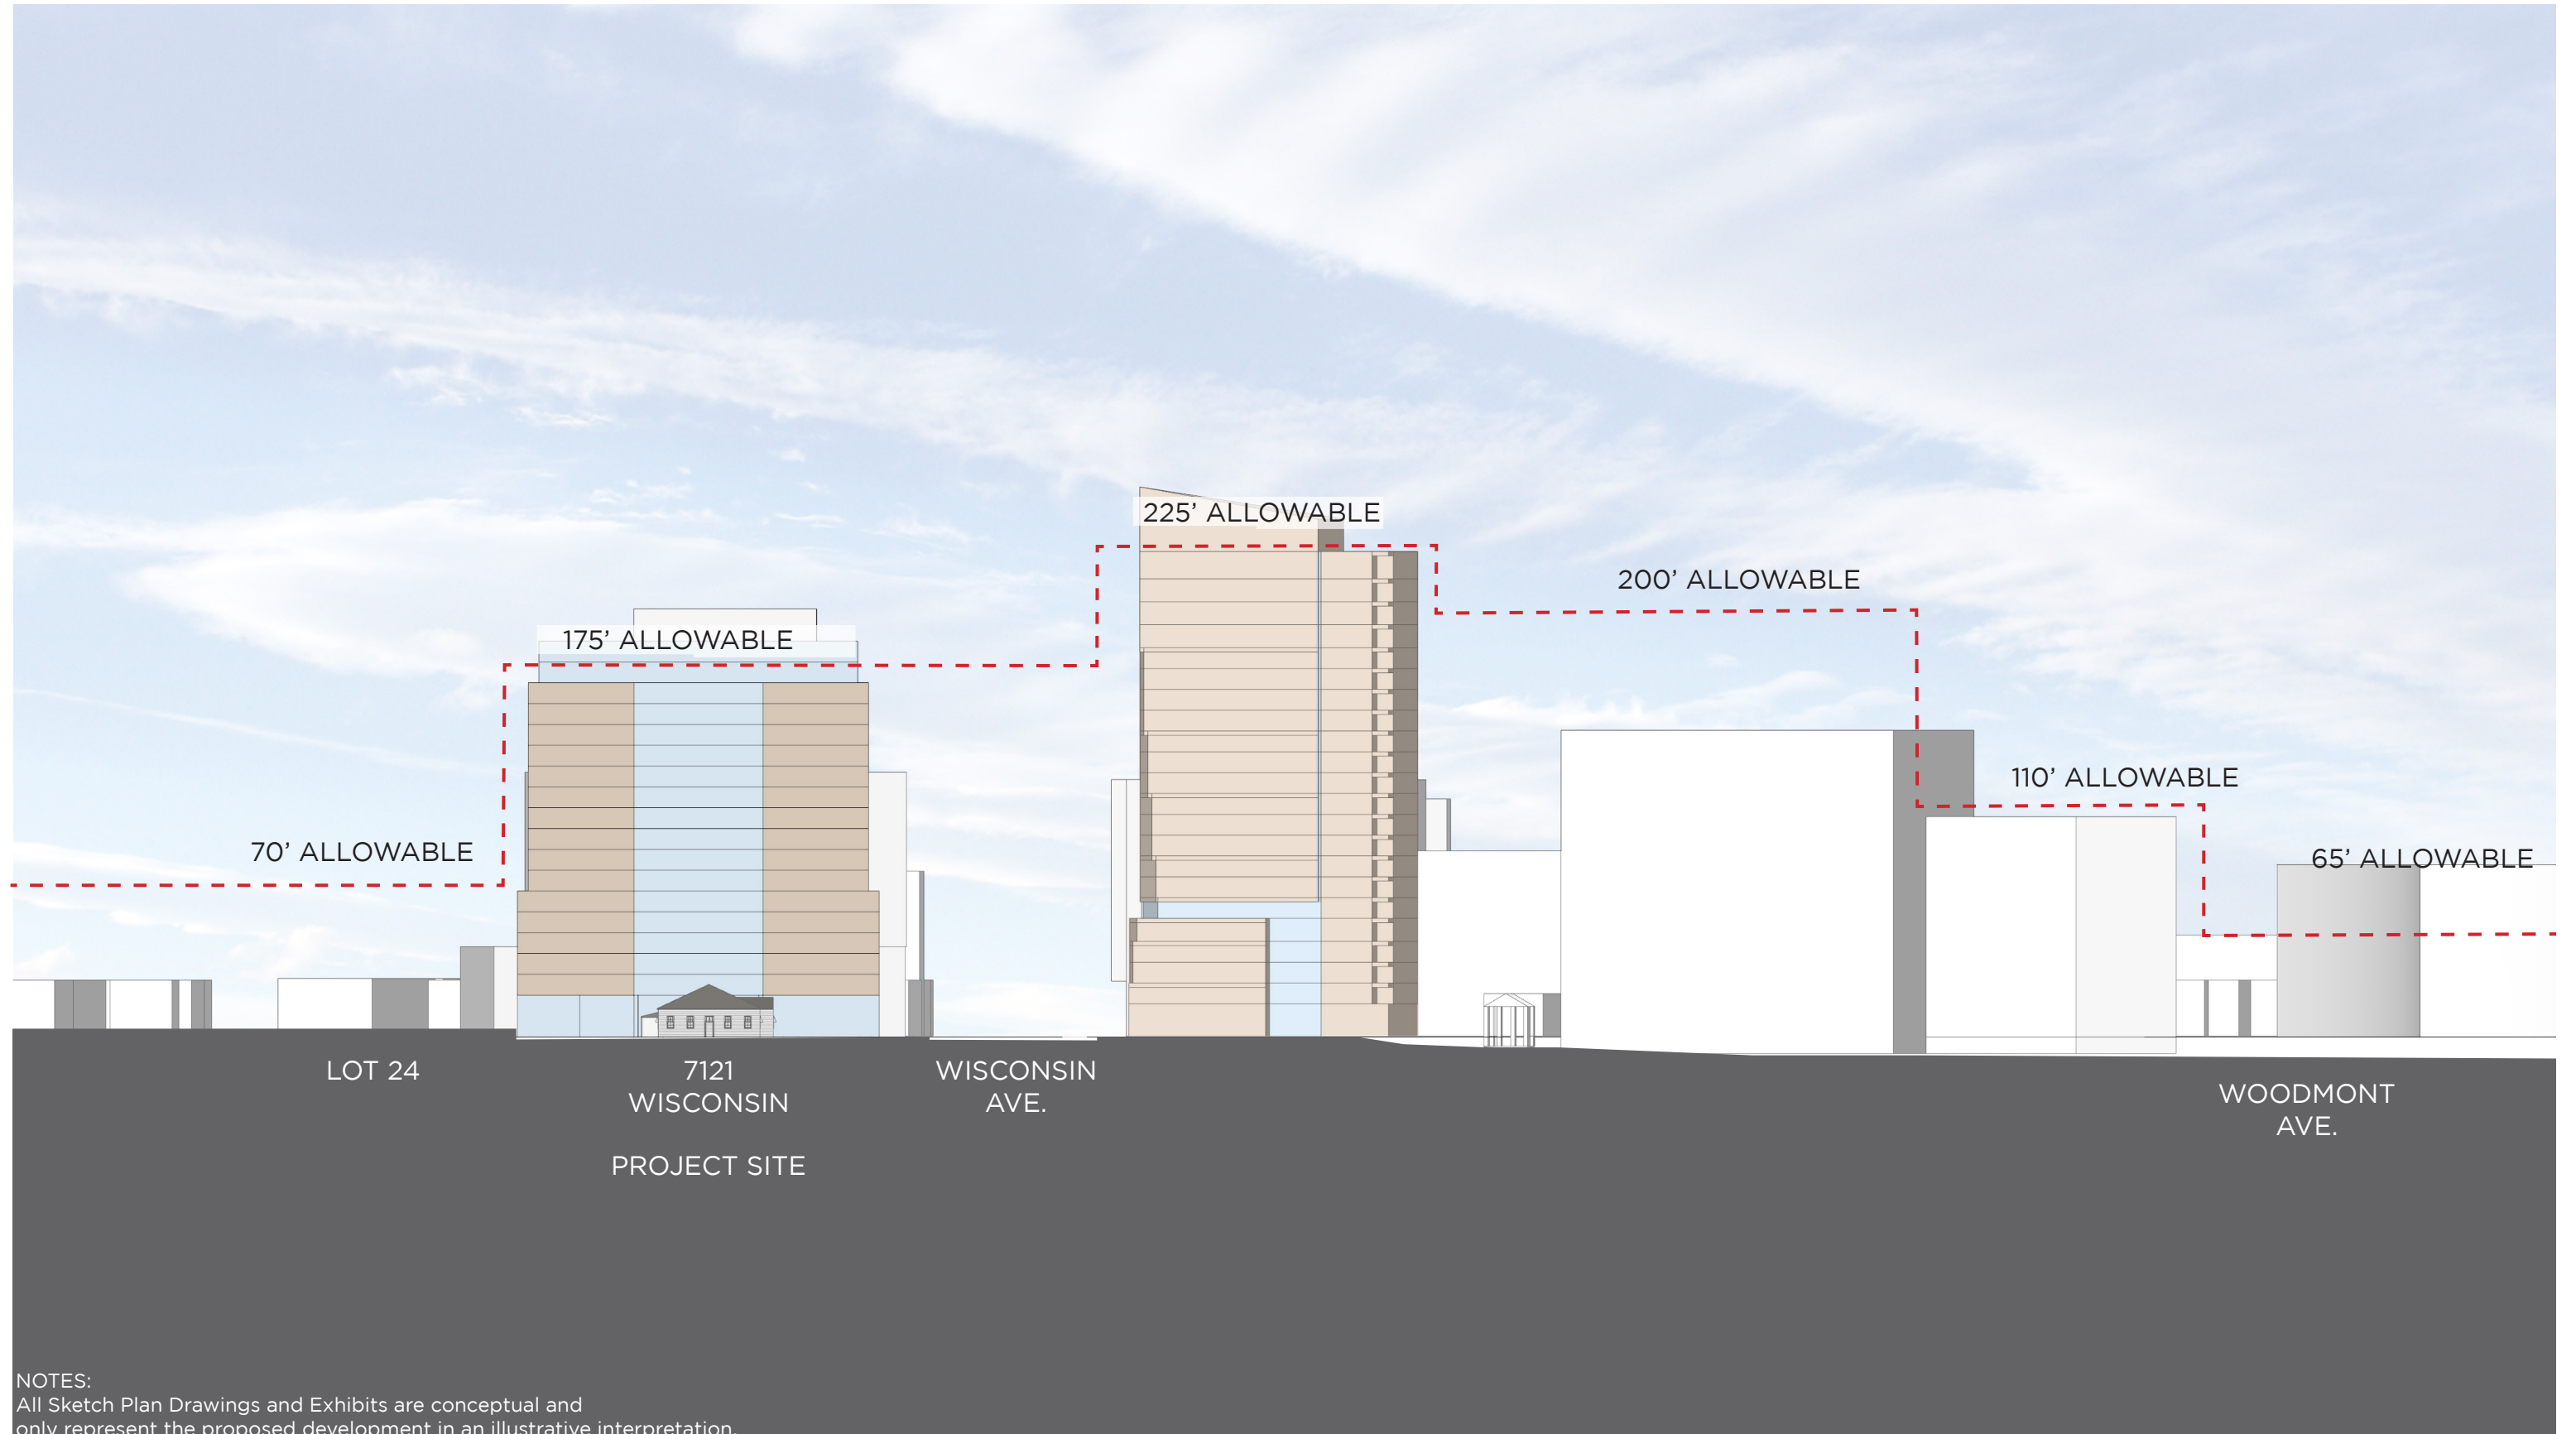 225’ ALLOWABLE
200’ ALLOWABLE
175’ ALLOWABLE
110’ ALLOWABLE
70’ ALLOWABLE
65’ ALLOWABLE
LOT 24
7121
WISCONSIN
PROJECT SITE
WISCONSIN
AVE.
WOODMONT
AVE.
NOTES:
All Sketch Plan Drawings and Exhibits are conceptual and
only represent the proposed development in an illustrative interpretation.